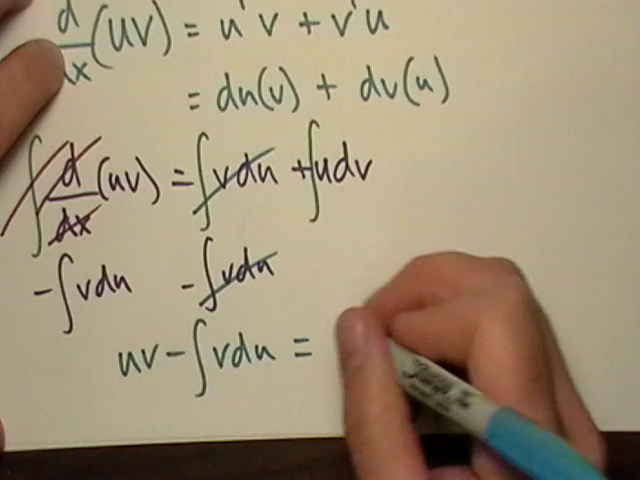 d/dx (uv) = u'v + v'u
= du(v) + dv(u)
∫ d/dx (uv) = ∫vdu + ∫udv
-∫vdu -∫vdu
uv - ∫vdu =